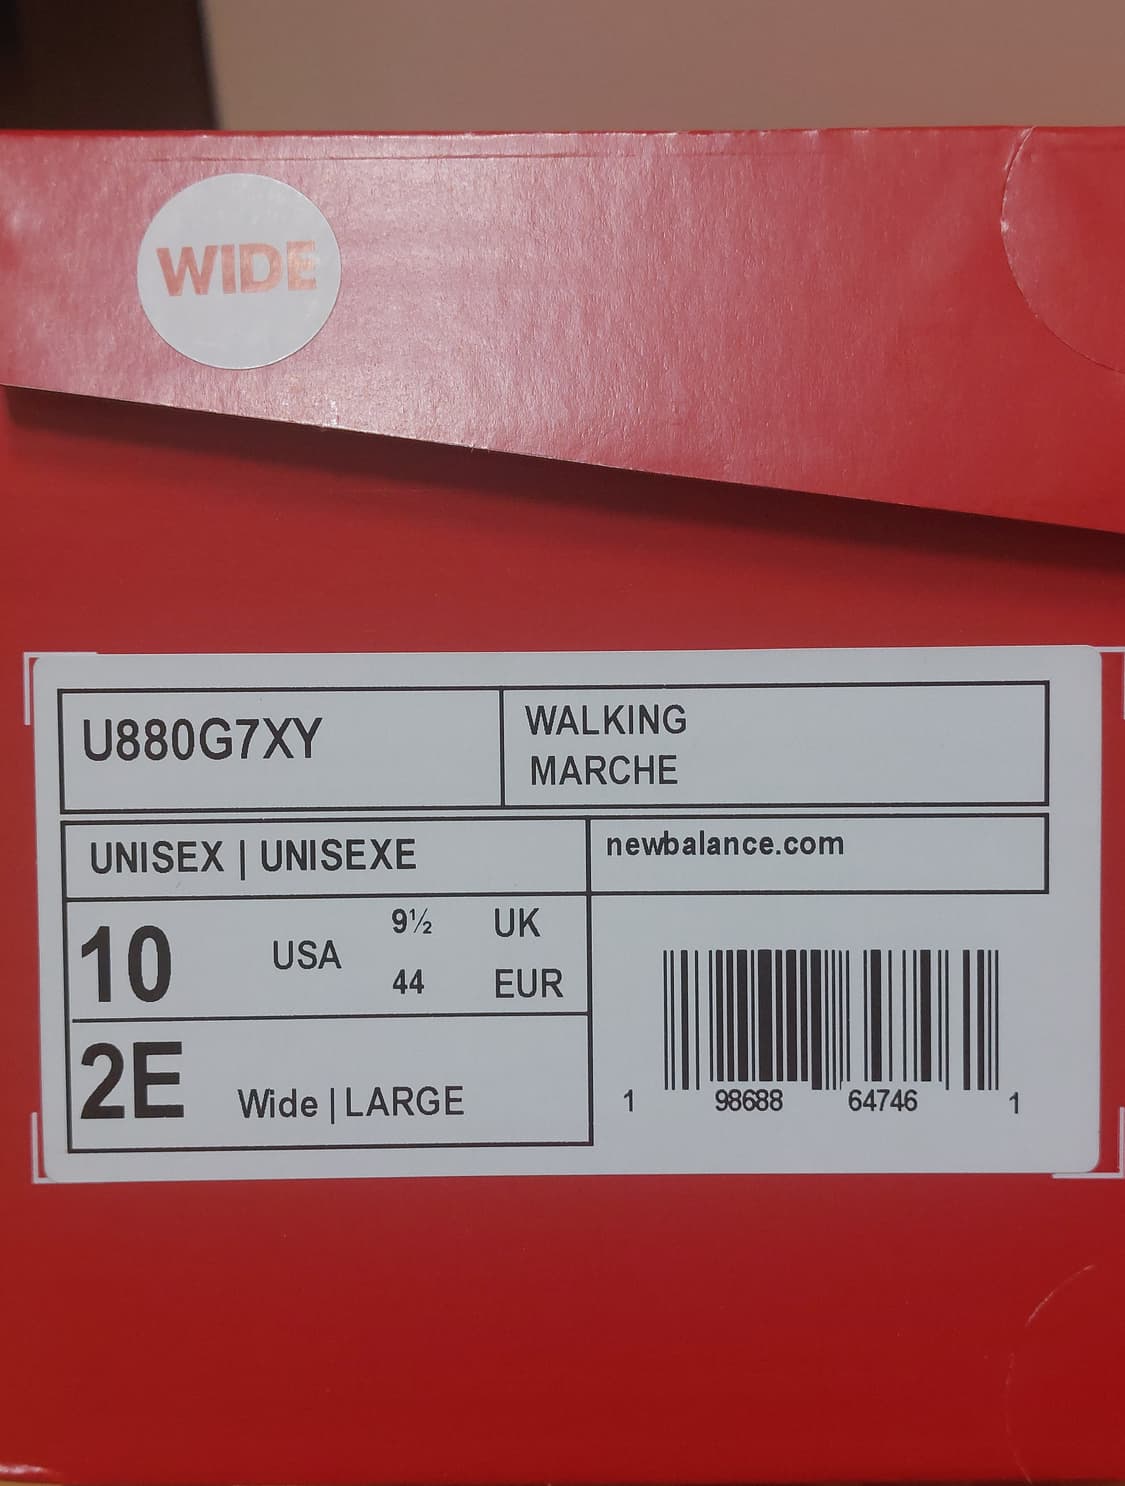 WIDE
U880G7XY
WALKING
MARCHE
UNISEX | UNISEXE
newbalance.com
10 USA 9½ UK
44 EUR
2E Wide | LARGE
1 98688 64746 1